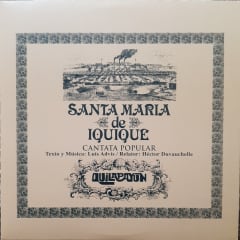 SANTA MARIA
de
IQUIQUE
CANTATA POPULAR
Texto y Música: Luis Advis / Relator: Héctor Duvauchelle
QUILAPAYUN